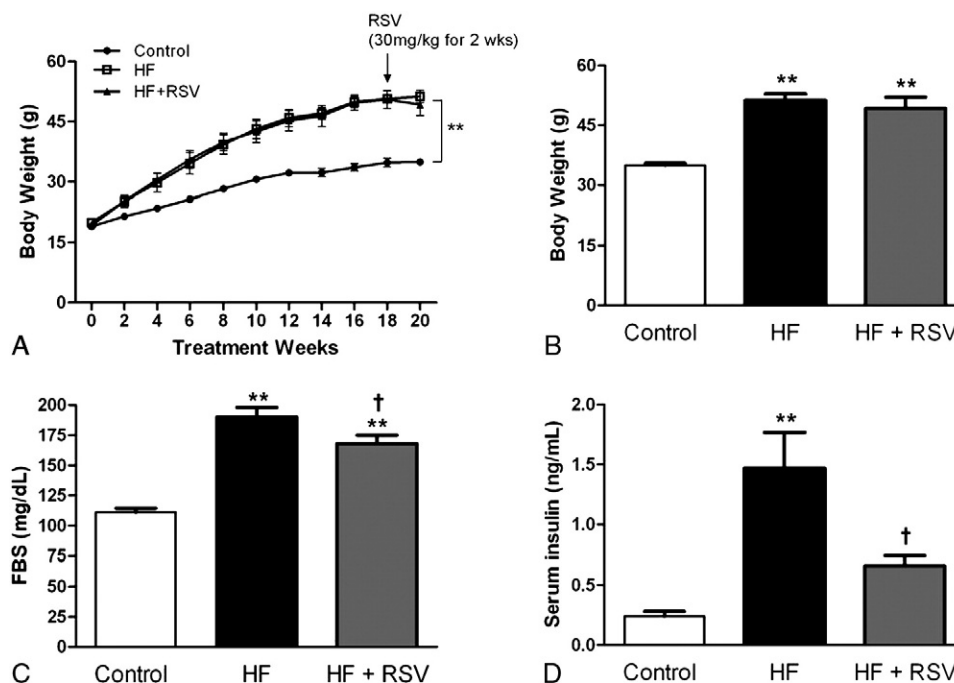 RSV
(30mg/kg for 2 wks)
Control
HF
HF+RSV
60
45
30
15
0
Body Weight (g)
**
0 2 4 6 8 10 12 14 16 18 20
Treatment Weeks
A
60
45
30
15
0
Body Weight (g)
** **
Control HF HF + RSV
B
200
175
150
125
100
75
50
25
0
FBS (mg/dL)
**
†
**
Control HF HF + RSV
C
2.0
1.5
1.0
0.5
0.0
Serum insulin (ng/mL)
**
†
Control HF HF + RSV
D